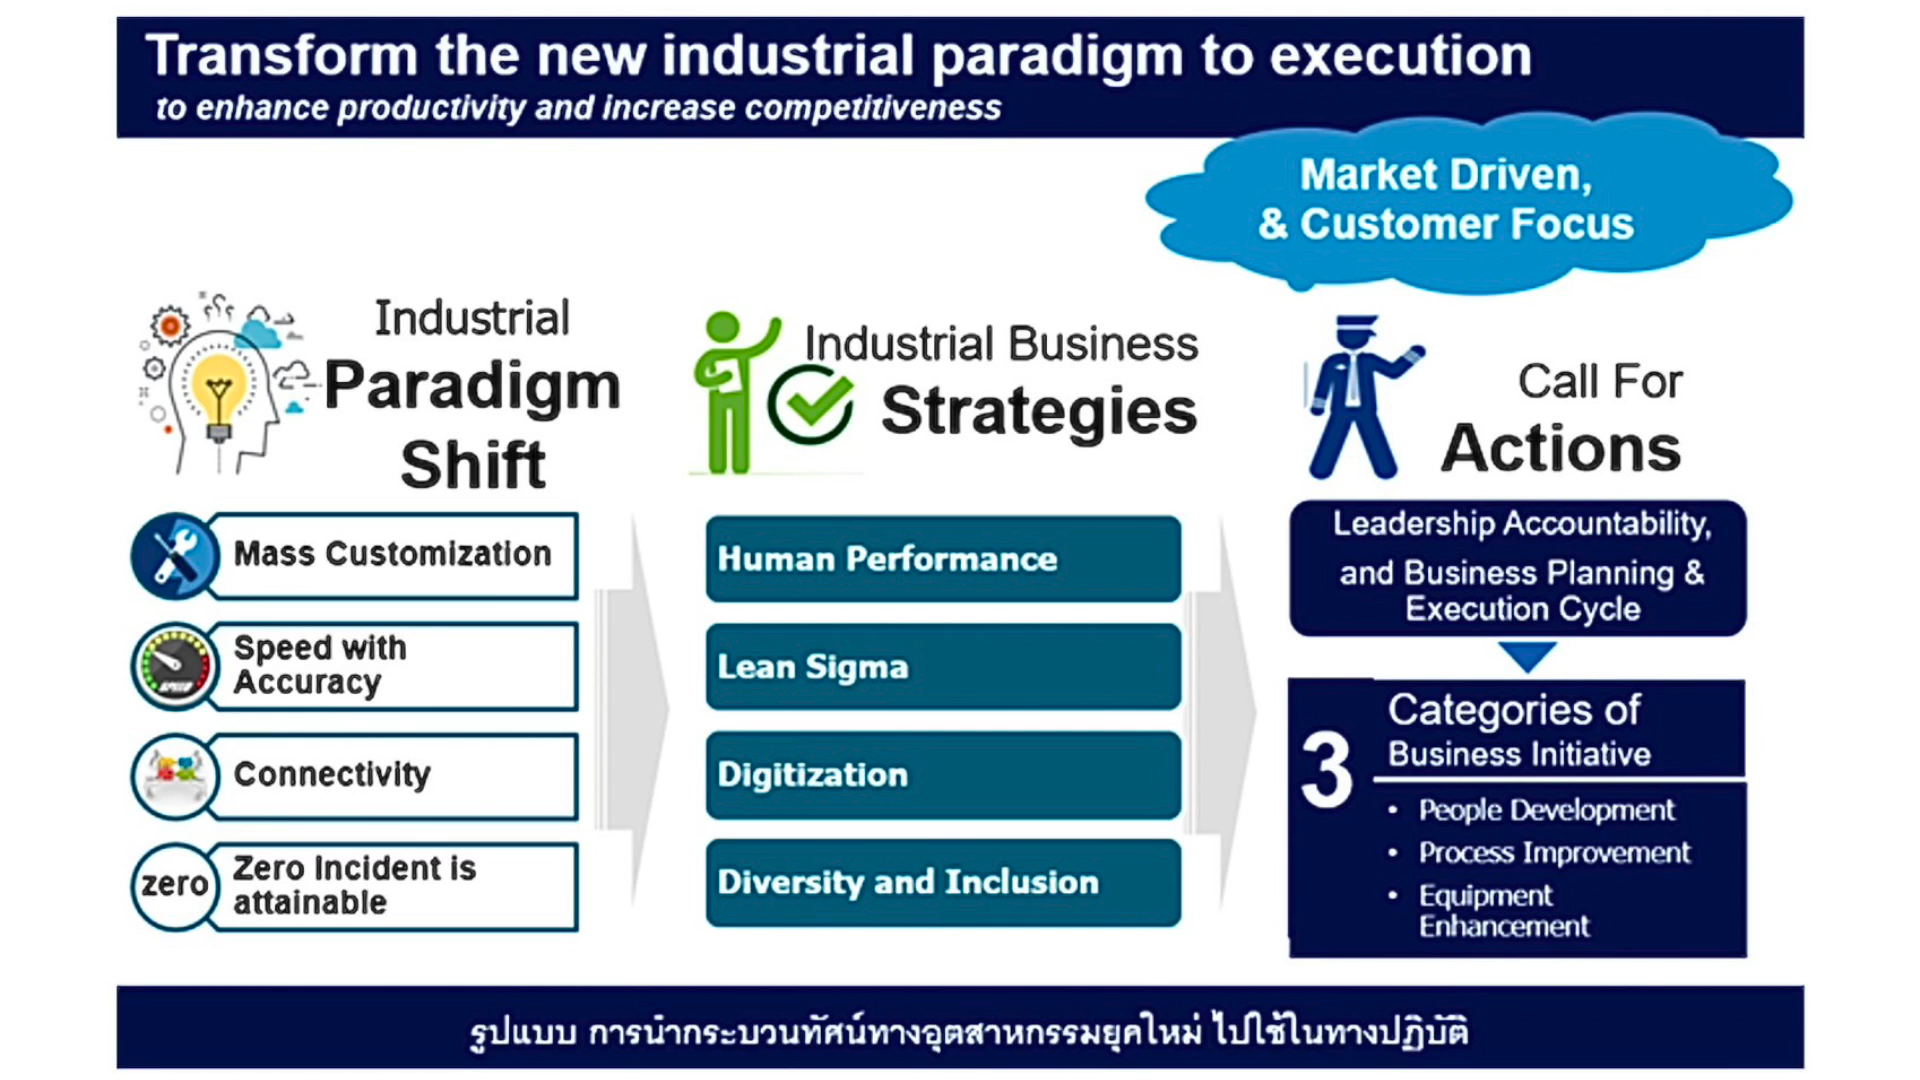 Transform the new industrial paradigm to execution
to enhance productivity and increase competitiveness
Market Driven,
& Customer Focus
Industrial
Paradigm
Shift
Mass Customization
Speed with
Accuracy
Connectivity
zero
Zero Incident is
attainable
Industrial Business
Strategies
Human Performance
Lean Sigma
Digitization
Diversity and Inclusion
Call For
Actions
Leadership Accountability,
and Business Planning &
Execution Cycle
3
Categories of
Business Initiative
• People Development
• Process Improvement
• Equipment
Enhancement
รูปแบบ การนำกระบวนทัศน์ทางอุตสาหกรรมยุคใหม่ ไปใช้ในทางปฏิบัติ